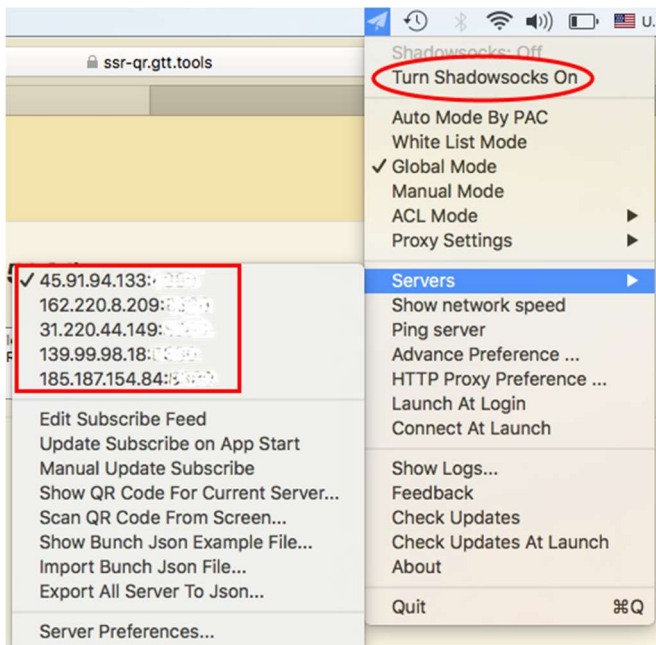 U.
ssr-qr.gtt.tools
Shadowsocks: Off
Turn Shadowsocks On
Auto Mode By PAC
White List Mode
✓ Global Mode
Manual Mode
ACL Mode
Proxy Settings
Servers
Show network speed
Ping server
Advance Preference ...
HTTP Proxy Preference ...
Launch At Login
Connect At Launch
Show Logs...
Feedback
Check Updates
Check Updates At Launch
About
Quit ⌘Q
✓ 45.91.94.133:
162.220.8.209:
31.220.44.149:
139.99.98.18:
185.187.154.84:
Edit Subscribe Feed
Update Subscribe on App Start
Manual Update Subscribe
Show QR Code For Current Server...
Scan QR Code From Screen...
Show Bunch Json Example File...
Import Bunch Json File...
Export All Server To Json...
Server Preferences...